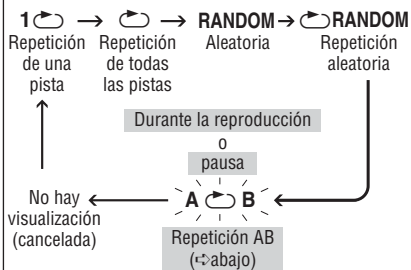 1 → → RANDOM → RANDOM
Repetición de una pista
Repetición de todas las pistas
Aleatoria
Repetición aleatoria
Durante la reproducción
o
pausa
A B
No hay visualización (cancelada)
Repetición AB
(➪abajo)